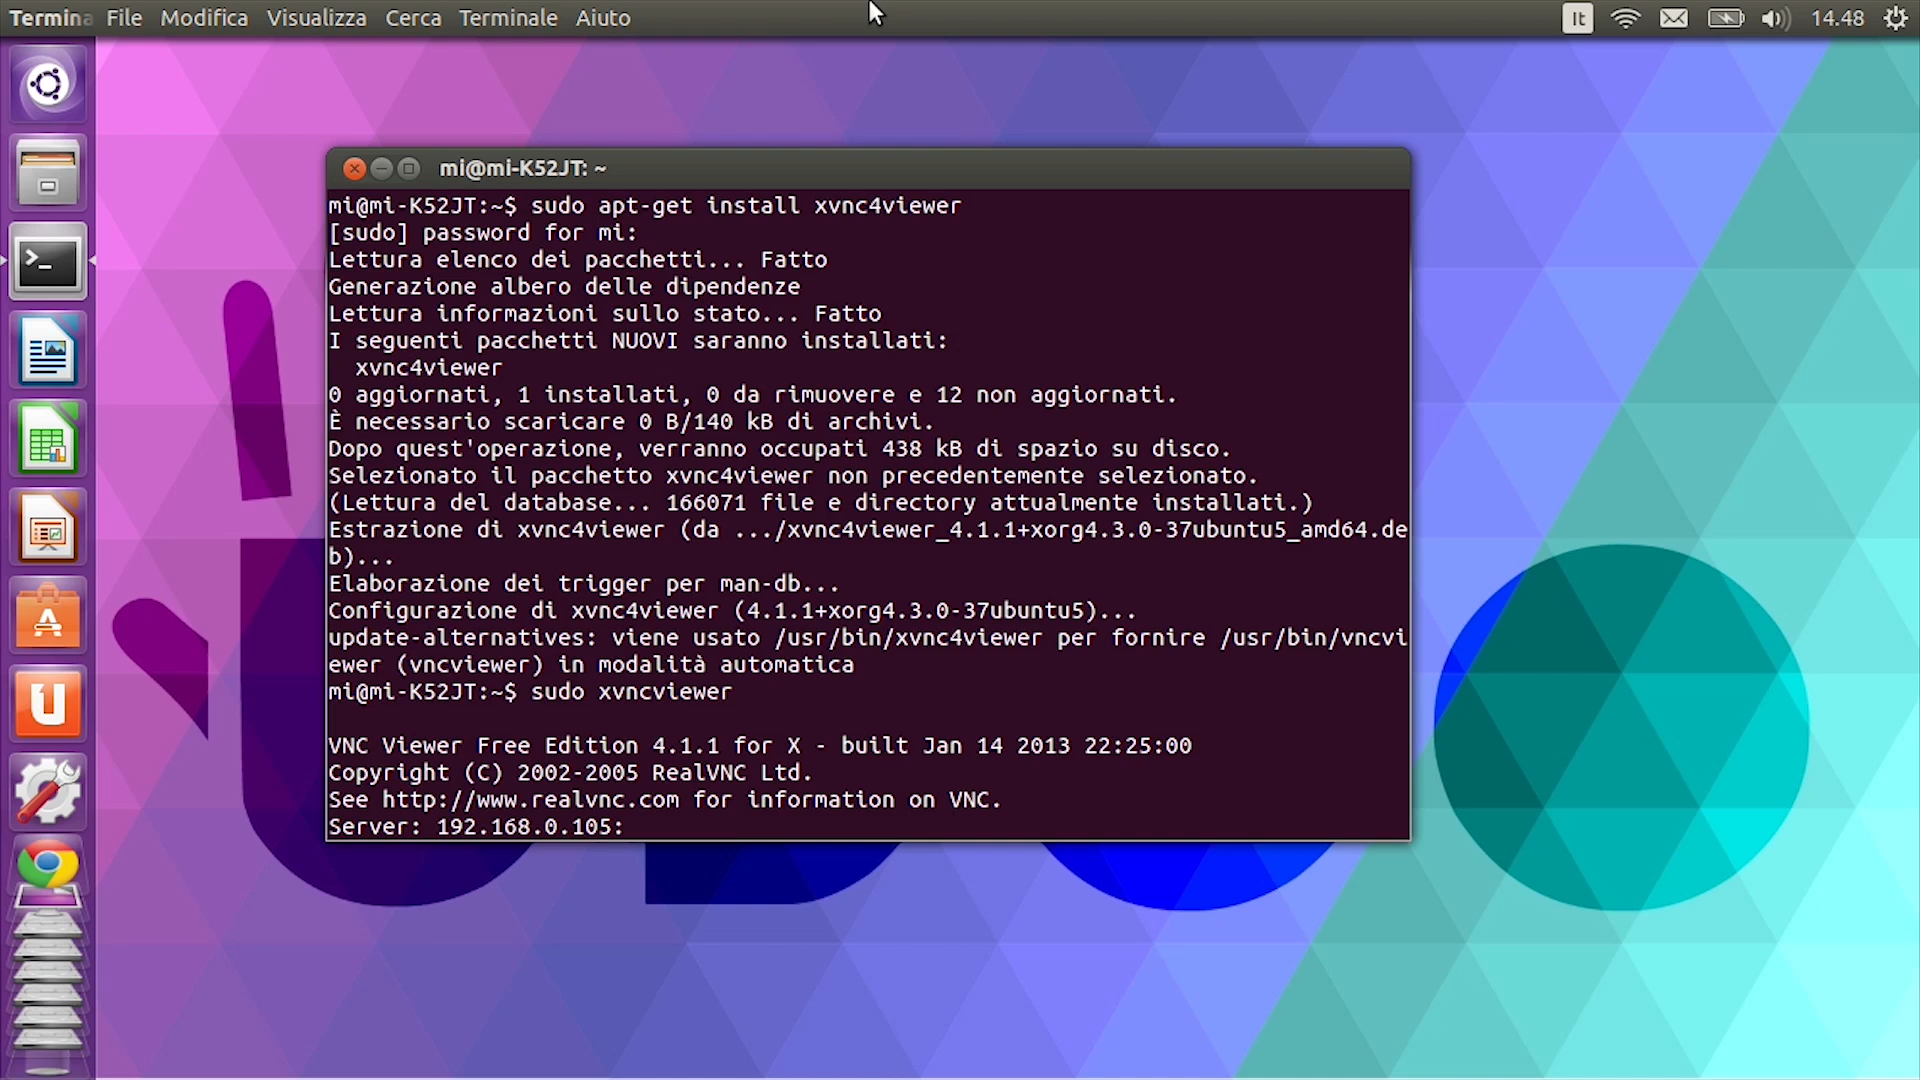 Termina File Modifica Visualizza Cerca Terminale Aiuto It 14.48
mi@mi-K52JT: ~
mi@mi-K52JT:~$ sudo apt-get install xvnc4viewer
[sudo] password for mi:
Lettura elenco dei pacchetti... Fatto
Generazione albero delle dipendenze
Lettura informazioni sullo stato... Fatto
I seguenti pacchetti NUOVI saranno installati:
  xvnc4viewer
0 aggiornati, 1 installati, 0 da rimuovere e 12 non aggiornati.
È necessario scaricare 0 B/140 kB di archivi.
Dopo quest'operazione, verranno occupati 438 kB di spazio su disco.
Selezionato il pacchetto xvnc4viewer non precedentemente selezionato.
(Lettura del database... 166071 file e directory attualmente installati.)
Estrazione di xvnc4viewer (da .../xvnc4viewer_4.1.1+xorg4.3.0-37ubuntu5_amd64.de
b)...
Elaborazione dei trigger per man-db...
Configurazione di xvnc4viewer (4.1.1+xorg4.3.0-37ubuntu5)...
update-alternatives: viene usato /usr/bin/xvnc4viewer per fornire /usr/bin/vncvi
ewer (vncviewer) in modalità automatica
mi@mi-K52JT:~$ sudo xvncviewer
VNC Viewer Free Edition 4.1.1 for X - built Jan 14 2013 22:25:00
Copyright (C) 2002-2005 RealVNC Ltd.
See http://www.realvnc.com for information on VNC.
Server: 192.168.0.105: